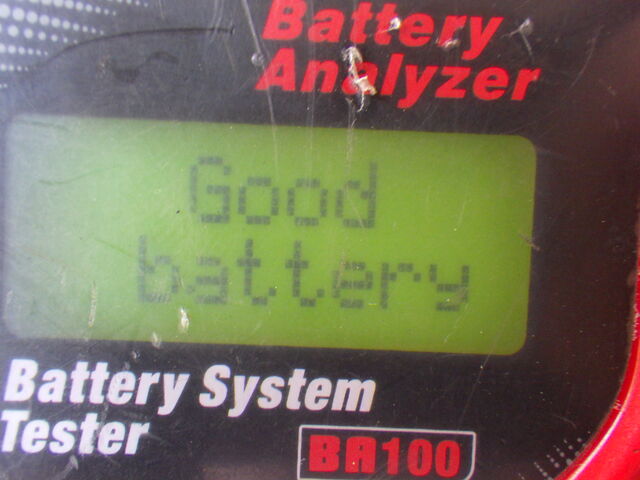 Battery
Analyzer
Good
battery
Battery System
Tester
BA100